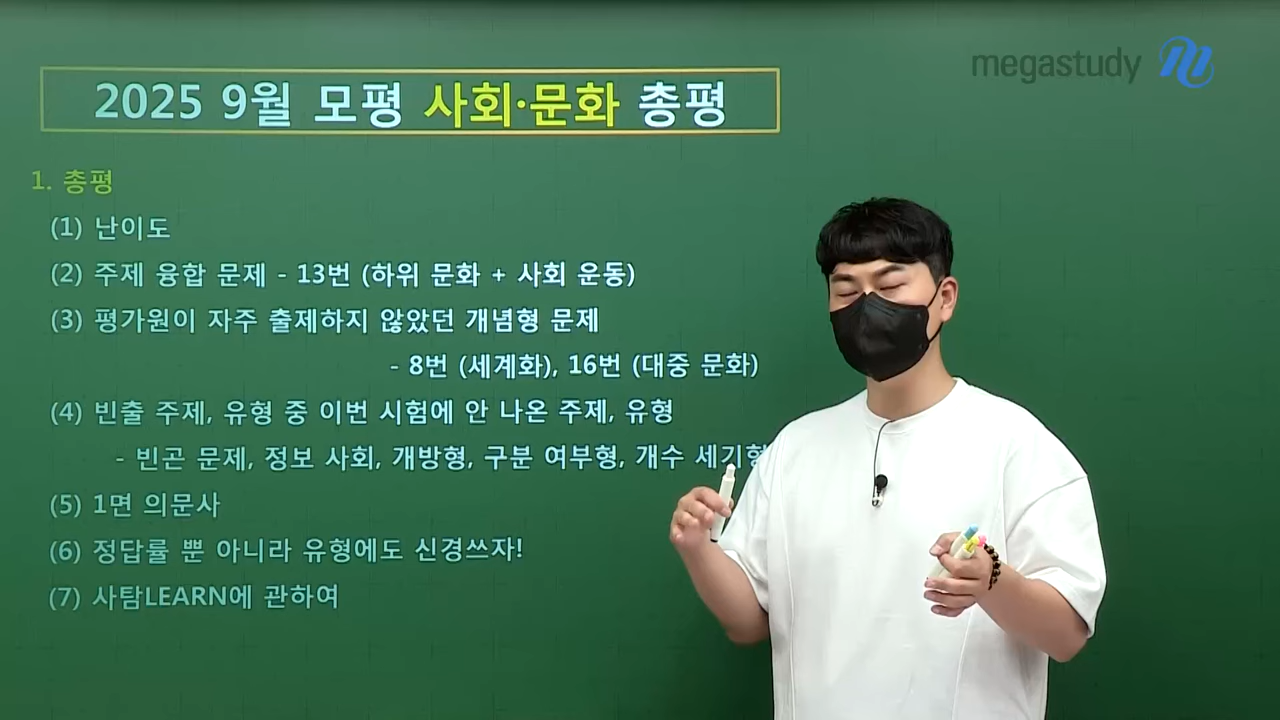 megastudy
2025 9월 모평 사회·문화 총평
1. 총평
(1) 난이도
(2) 주제 융합 문제 - 13번 (하위 문화 + 사회 운동)
(3) 평가원이 자주 출제하지 않았던 개념형 문제
- 8번 (세계화), 16번 (대중 문화)
(4) 빈출 주제, 유형 중 이번 시험에 안 나온 주제, 유형
- 빈곤 문제, 정보 사회, 개방형, 구분 여부형, 개수 세기형
(5) 1면 의문사
(6) 정답률 뿐 아니라 유형에도 신경쓰자!
(7) 사탐LEARN에 관하여